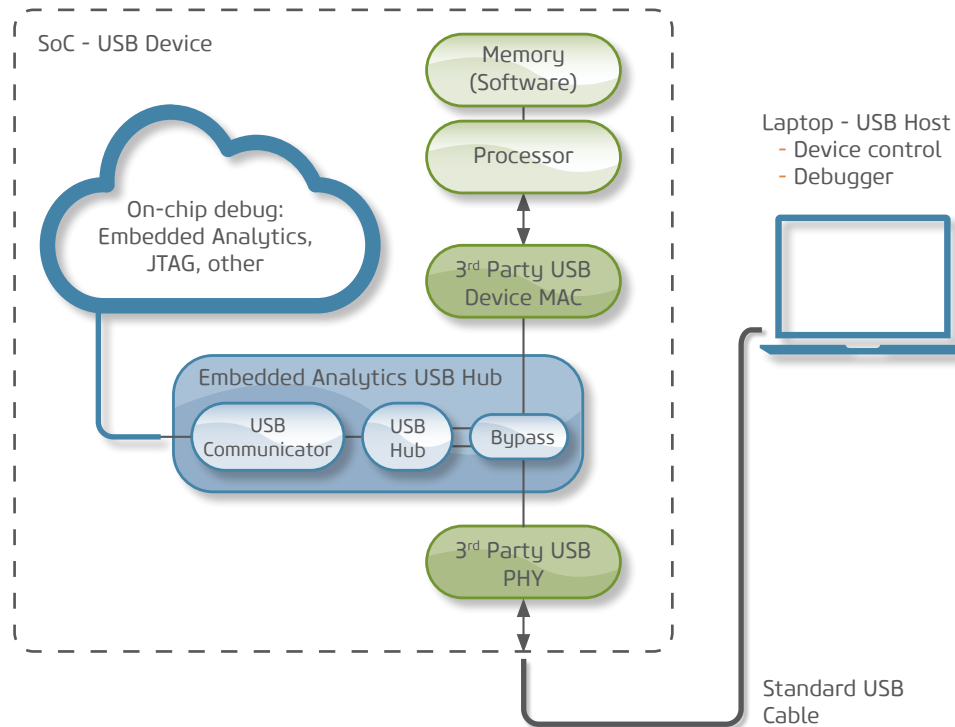 SoC - USB Device
Memory
(Software)
Processor
Laptop - USB Host
- Device control
- Debugger
On-chip debug:
Embedded Analytics,
JTAG, other
3rd Party USB
Device MAC
Embedded Analytics USB Hub
USB
Communicator
USB
Hub
Bypass
3rd Party USB
PHY
Standard USB
Cable